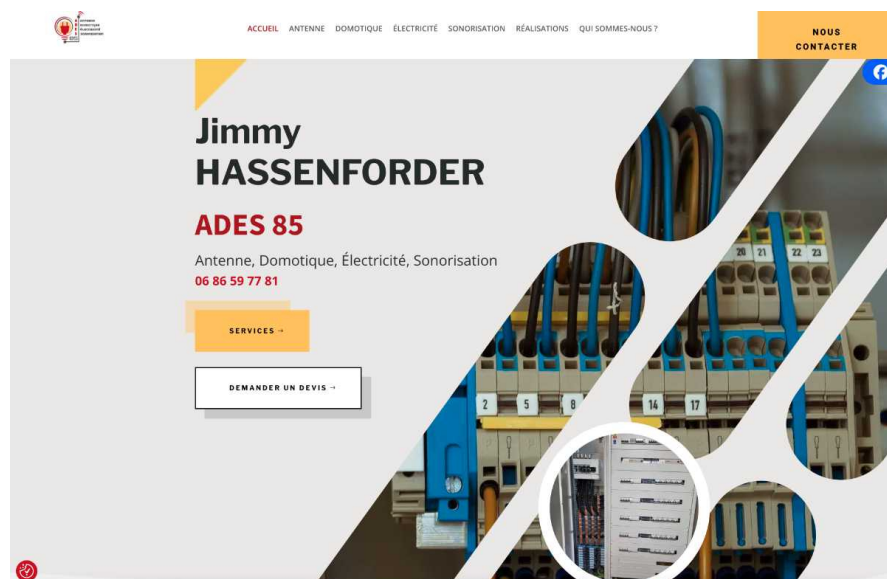 ACCUEIL ANTENNE DOMOTIQUE ÉLECTRICITÉ SONORISATION RÉALISATIONS QUI SOMMES-NOUS ?
NOUS
CONTACTER
Jimmy
HASSENFORDER
ADES 85
Antenne, Domotique, Électricité, Sonorisation
06 86 59 77 81
SERVICES →
DEMANDER UN DEVIS →
20 21 22 23
2 5 8 14 17